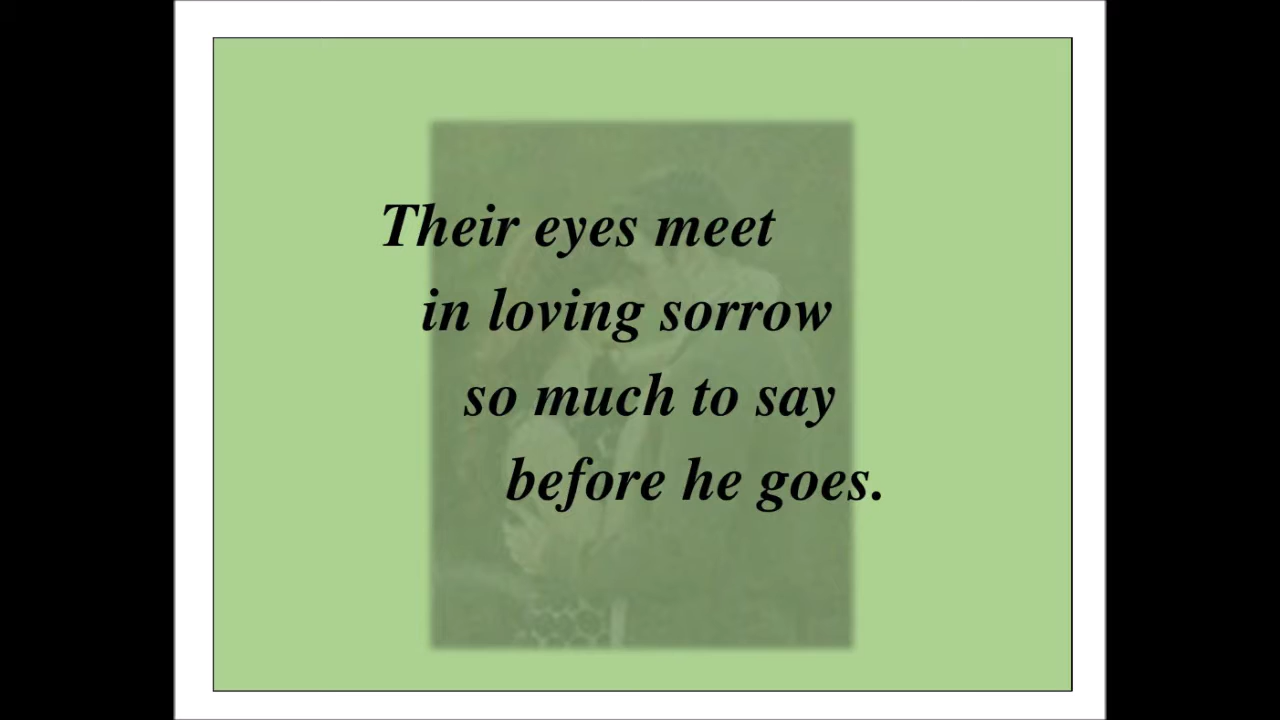 Their eyes meet
in loving sorrow
so much to say
before he goes.